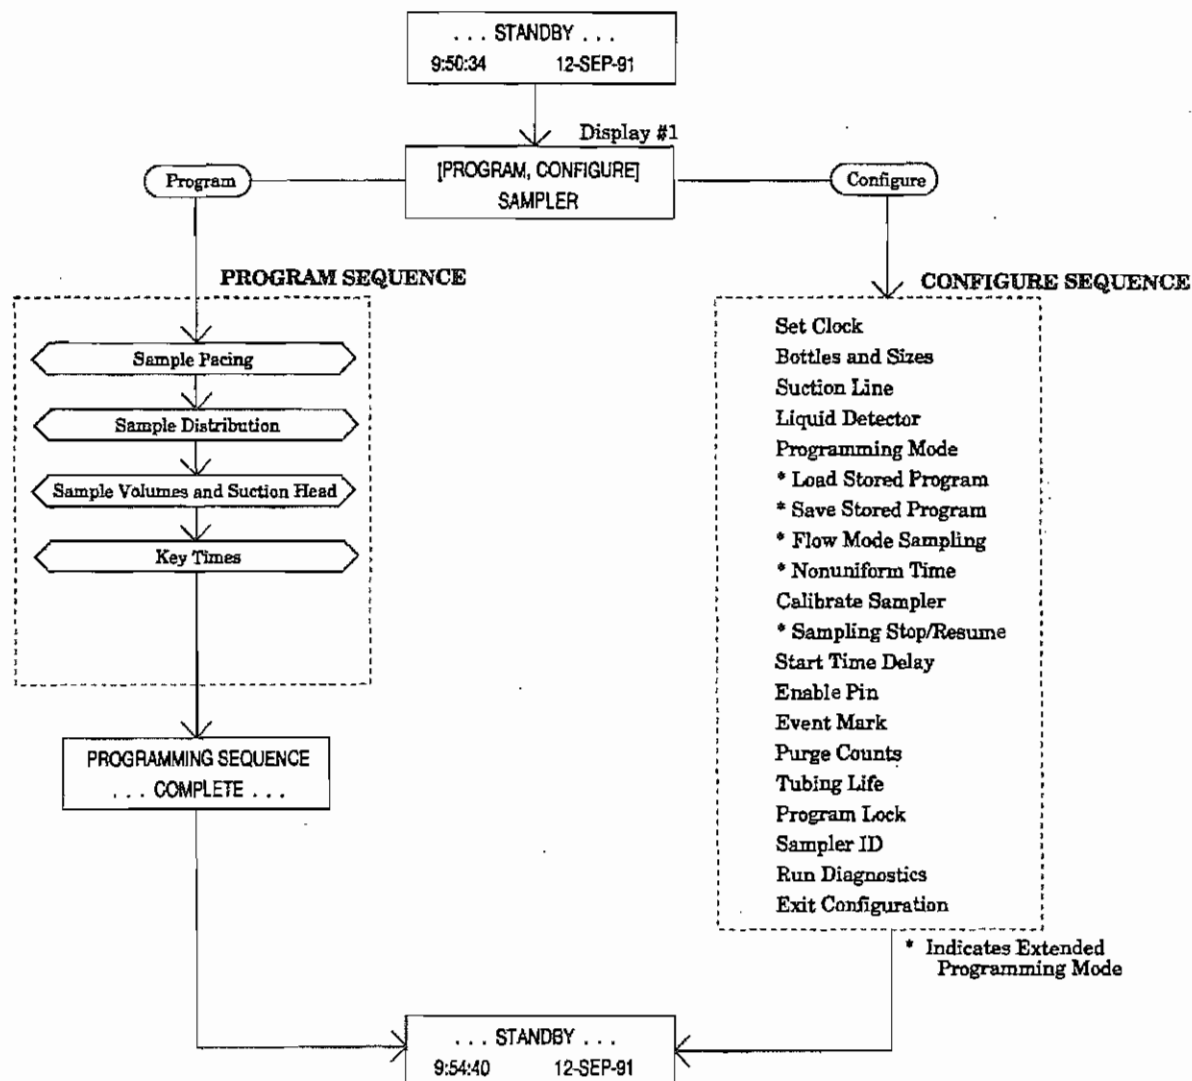 . . . STANDBY . . .
9:50:34 12-SEP-91
Display #1
[PROGRAM, CONFIGURE]
SAMPLER
Program
Configure
PROGRAM SEQUENCE
Sample Pacing
Sample Distribution
Sample Volumes and Suction Head
Key Times
PROGRAMMING SEQUENCE
. . . COMPLETE . . .
CONFIGURE SEQUENCE
Set Clock
Bottles and Sizes
Suction Line
Liquid Detector
Programming Mode
* Load Stored Program
* Save Stored Program
* Flow Mode Sampling
* Nonuniform Time
Calibrate Sampler
* Sampling Stop/Resume
Start Time Delay
Enable Pin
Event Mark
Purge Counts
Tubing Life
Program Lock
Sampler ID
Run Diagnostics
Exit Configuration
* Indicates Extended
Programming Mode
. . . STANDBY . . .
9:54:40 12-SEP-91